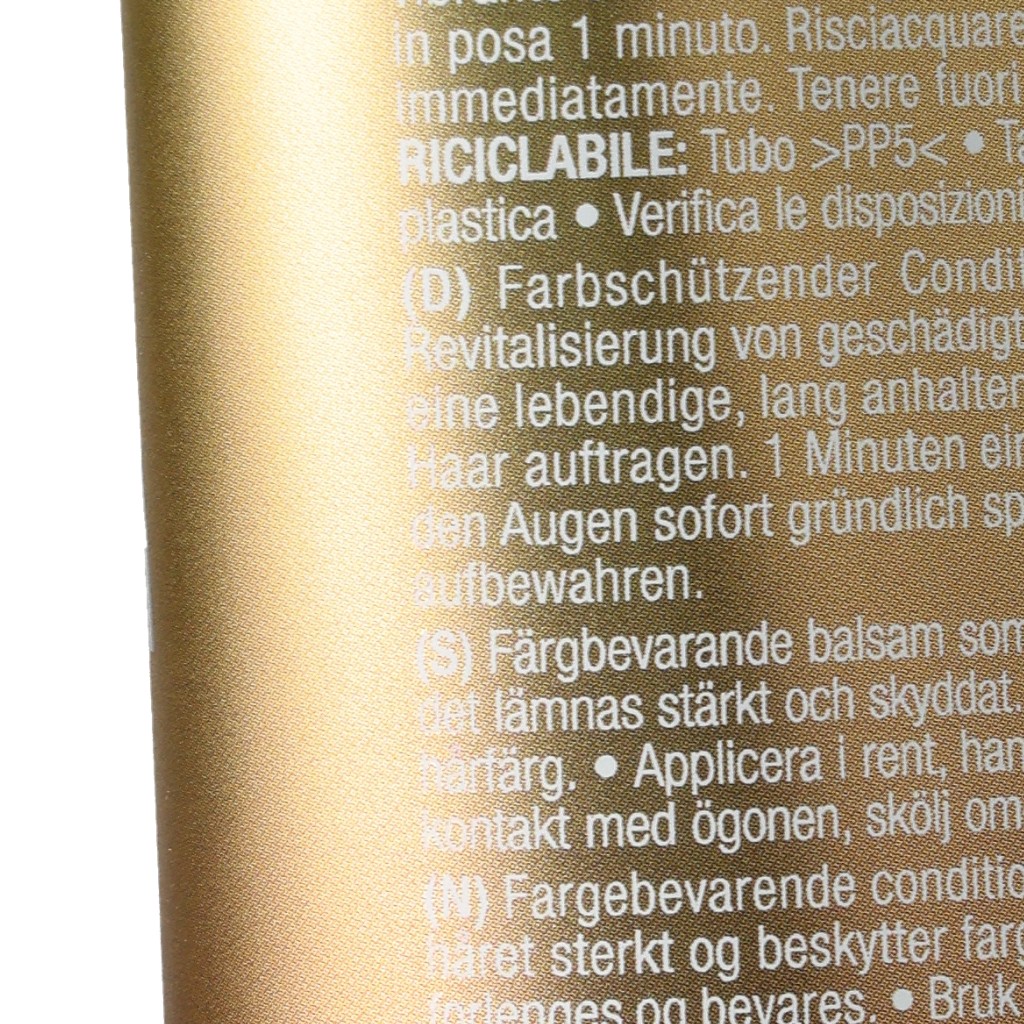 in posa 1 minuto. Risciacquare
immediatamente. Tenere fuori
RICICLABILE: Tubo >PP5< •
plastica • Verifica le disposizioni
(D) Farbschützender Condit
Revitalisierung von geschädigt
eine lebendige, lang anhalten
Haar auftragen. 1 Minuten ein
den Augen sofort gründlich sp
aufbewahren.
(S) Färgbevarande balsam som
det lämnas stärkt och skyddat.
hårfärg. • Applicera i rent, han
kontakt med ögonen, skölj om
(N) Fargebevarende conditio
håret sterkt og beskytter farg
forlenges og bevares. • Bruk